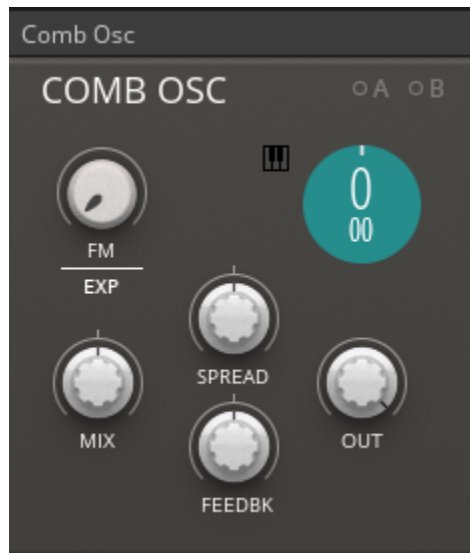 Comb Osc
COMB OSC
A B
0
00
FM
EXP
SPREAD
MIX
OUT
FEEDBK